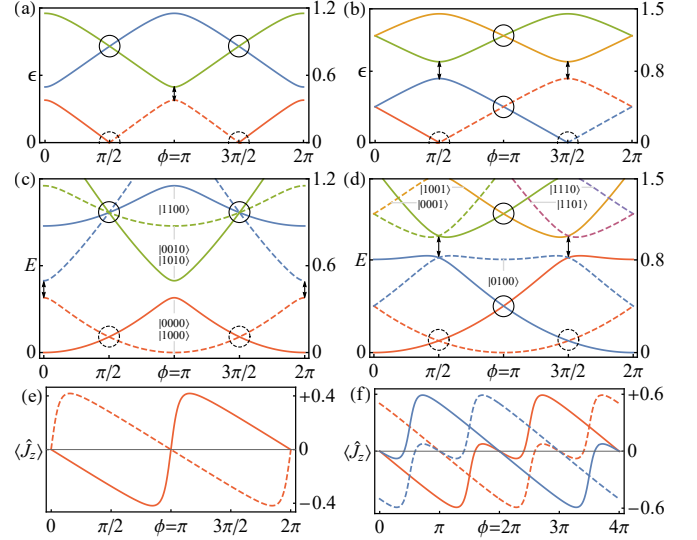 (a) 1.2 (b) 1.5
ϵ 0.6 ϵ 0.8
0 0
0 π/2 ϕ=π 3π/2 2π 0 π/2 ϕ=π 3π/2 2π
(c) 1.2 (d) 1.5
|1100⟩ |1001⟩ |0001⟩ |1110⟩ |1101⟩
|0010⟩ |1010⟩
E 0.6 E 0.8
|0100⟩
|0000⟩ |1000⟩
0 0
0 π/2 ϕ=π 3π/2 2π 0 π/2 ϕ=π 3π/2 2π
(e) +0.4 (f) +0.6
⟨Ĵz⟩ 0 ⟨Ĵz⟩ 0
−0.4 −0.6
0 π/2 ϕ=π 3π/2 2π 0 π ϕ=2π 3π 4π